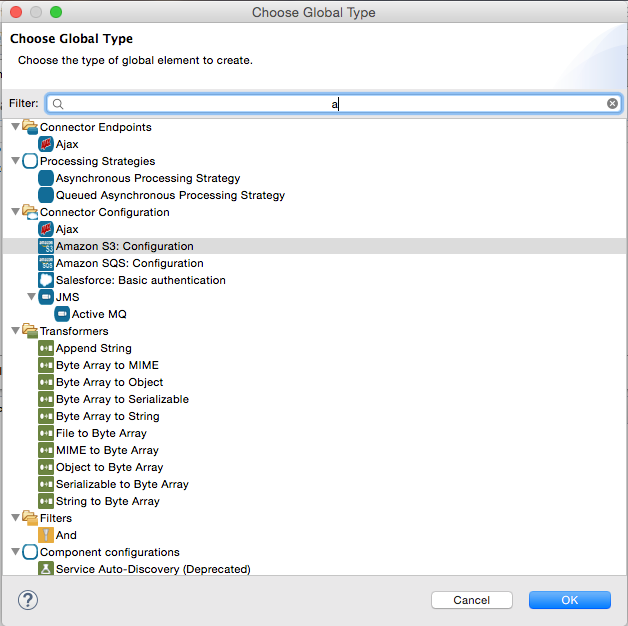 Choose Global Type
Choose Global Type
Choose the type of global element to create.
Filter: a
Connector Endpoints
Ajax
Processing Strategies
Asynchronous Processing Strategy
Queued Asynchronous Processing Strategy
Connector Configuration
Ajax
S3 Amazon S3: Configuration
SQS Amazon SQS: Configuration
Salesforce: Basic authentication
JMS
Active MQ
Transformers
Append String
Byte Array to MIME
Byte Array to Object
Byte Array to Serializable
Byte Array to String
File to Byte Array
MIME to Byte Array
Object to Byte Array
Serializable to Byte Array
String to Byte Array
Filters
And
Component configurations
Service Auto-Discovery (Deprecated)
? Cancel OK